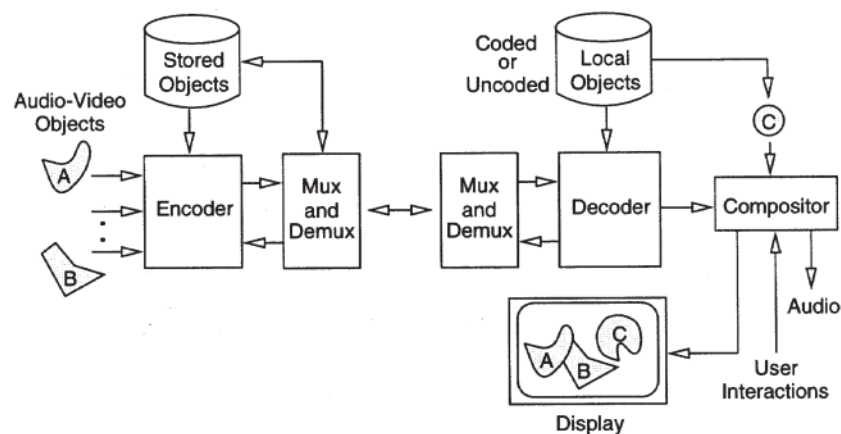 Stored
Objects
Coded
or
Uncoded
Local
Objects
Audio-Video
Objects
C
A
Encoder
Mux
and
Demux
Mux
and
Demux
Decoder
Compositor
B
Audio
A
B
C
User
Interactions
Display